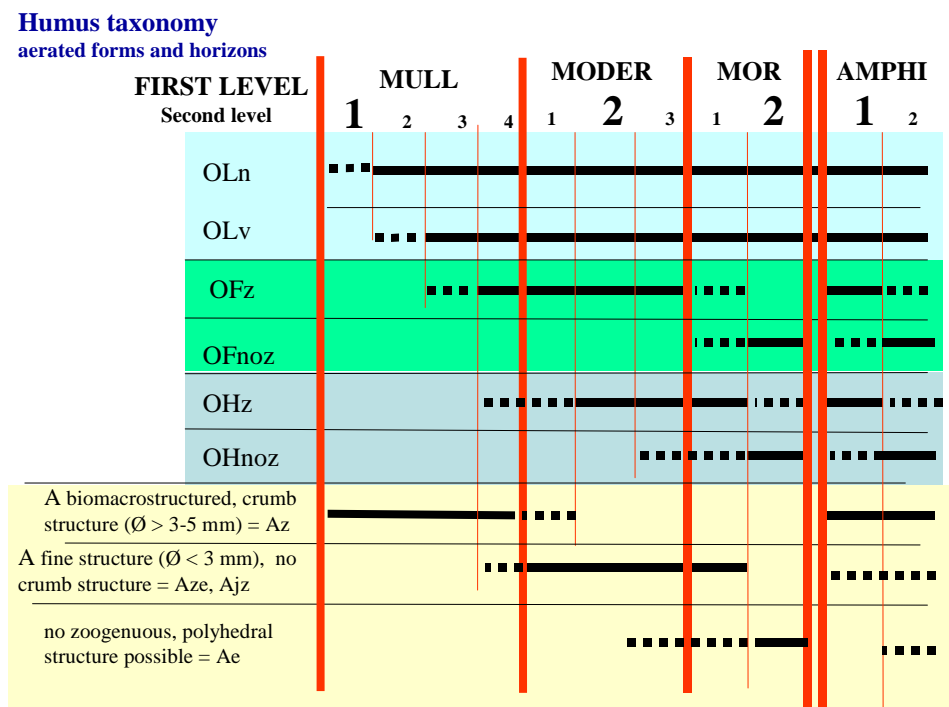 Humus taxonomy
aerated forms and horizons
FIRST LEVEL MULL MODER MOR AMPHI
Second level 1 2 3 4 1 2 3 1 2 1 2
OLn
OLv
OFz
OFnoz
OHz
OHnoz
A biomacrostructured, crumb
structure (Ø > 3-5 mm) = Az
A fine structure (Ø < 3 mm), no
crumb structure = Aze, Ajz
no zoogenuous, polyhedral
structure possible = Ae